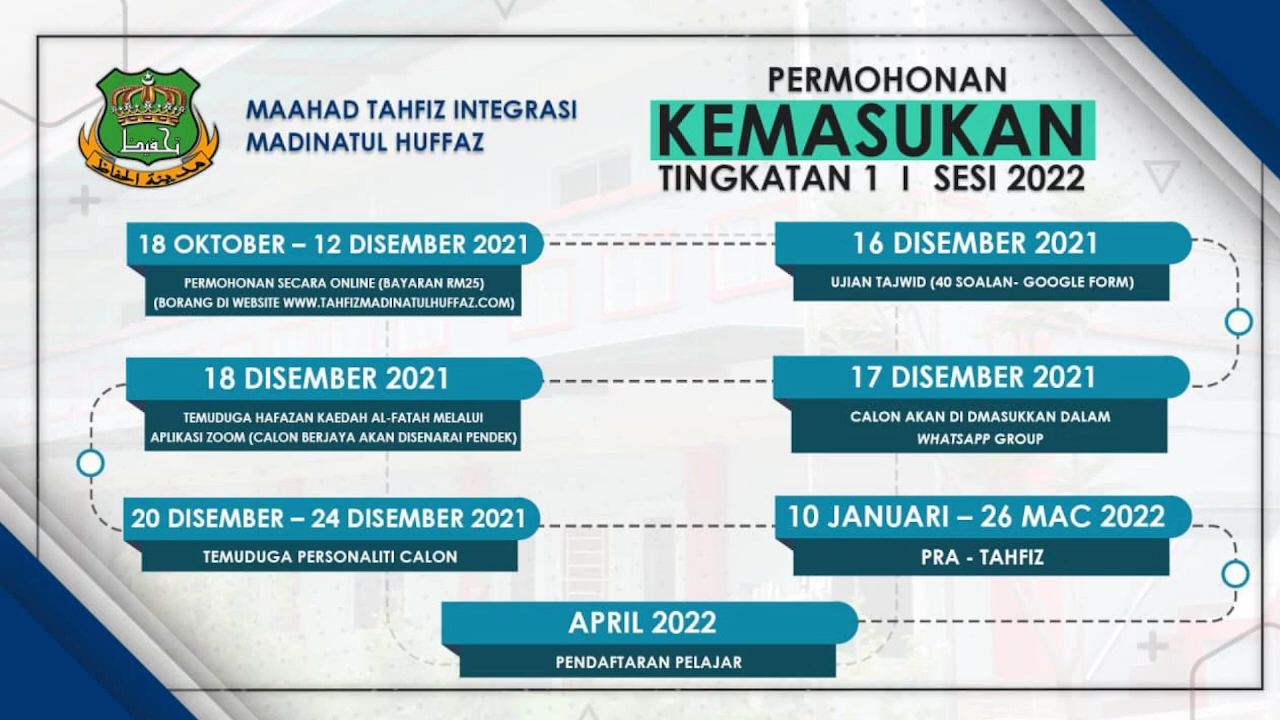 تحفيظ
مدينة الحفاظ
MAAHAD TAHFIZ INTEGRASI
MADINATUL HUFFAZ
PERMOHONAN
KEMASUKAN
TINGKATAN 1 I SESI 2022
18 OKTOBER – 12 DISEMBER 2021
PERMOHONAN SECARA ONLINE (BAYARAN RM25)
(BORANG DI WEBSITE WWW.TAHFIZMADINATULHUFFAZ.COM)
16 DISEMBER 2021
UJIAN TAJWID (40 SOALAN- GOOGLE FORM)
17 DISEMBER 2021
CALON AKAN DI DMASUKKAN DALAM
WHATSAPP GROUP
18 DISEMBER 2021
TEMUDUGA HAFAZAN KAEDAH AL-FATAH MELALUI
APLIKASI ZOOM (CALON BERJAYA AKAN DISENARAI PENDEK)
20 DISEMBER – 24 DISEMBER 2021
TEMUDUGA PERSONALITI CALON
10 JANUARI – 26 MAC 2022
PRA - TAHFIZ
APRIL 2022
PENDAFTARAN PELAJAR